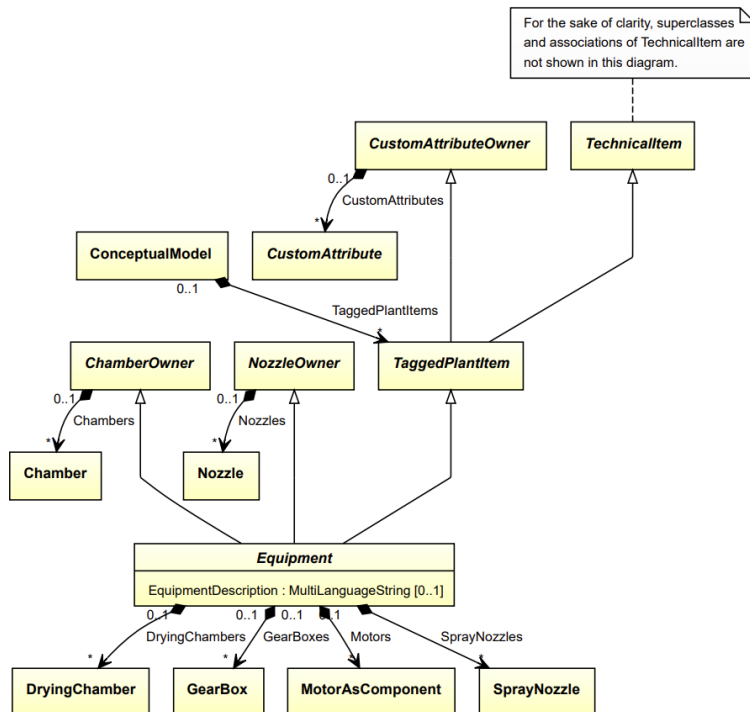 For the sake of clarity, superclasses
and associations of TechnicalItem are
not shown in this diagram.
CustomAttributeOwner
TechnicalItem
0..1
CustomAttributes
*
ConceptualModel
CustomAttribute
0..1
TaggedPlantItems
*
ChamberOwner
NozzleOwner
TaggedPlantItem
0..1
0..1
Chambers
Nozzles
*
*
Chamber
Nozzle
Equipment
EquipmentDescription : MultiLanguageString [0..1]
0..1
0..1
0..1
0..1
DryingChambers
GearBoxes
Motors
SprayNozzles
*
*
*
*
DryingChamber
GearBox
MotorAsComponent
SprayNozzle